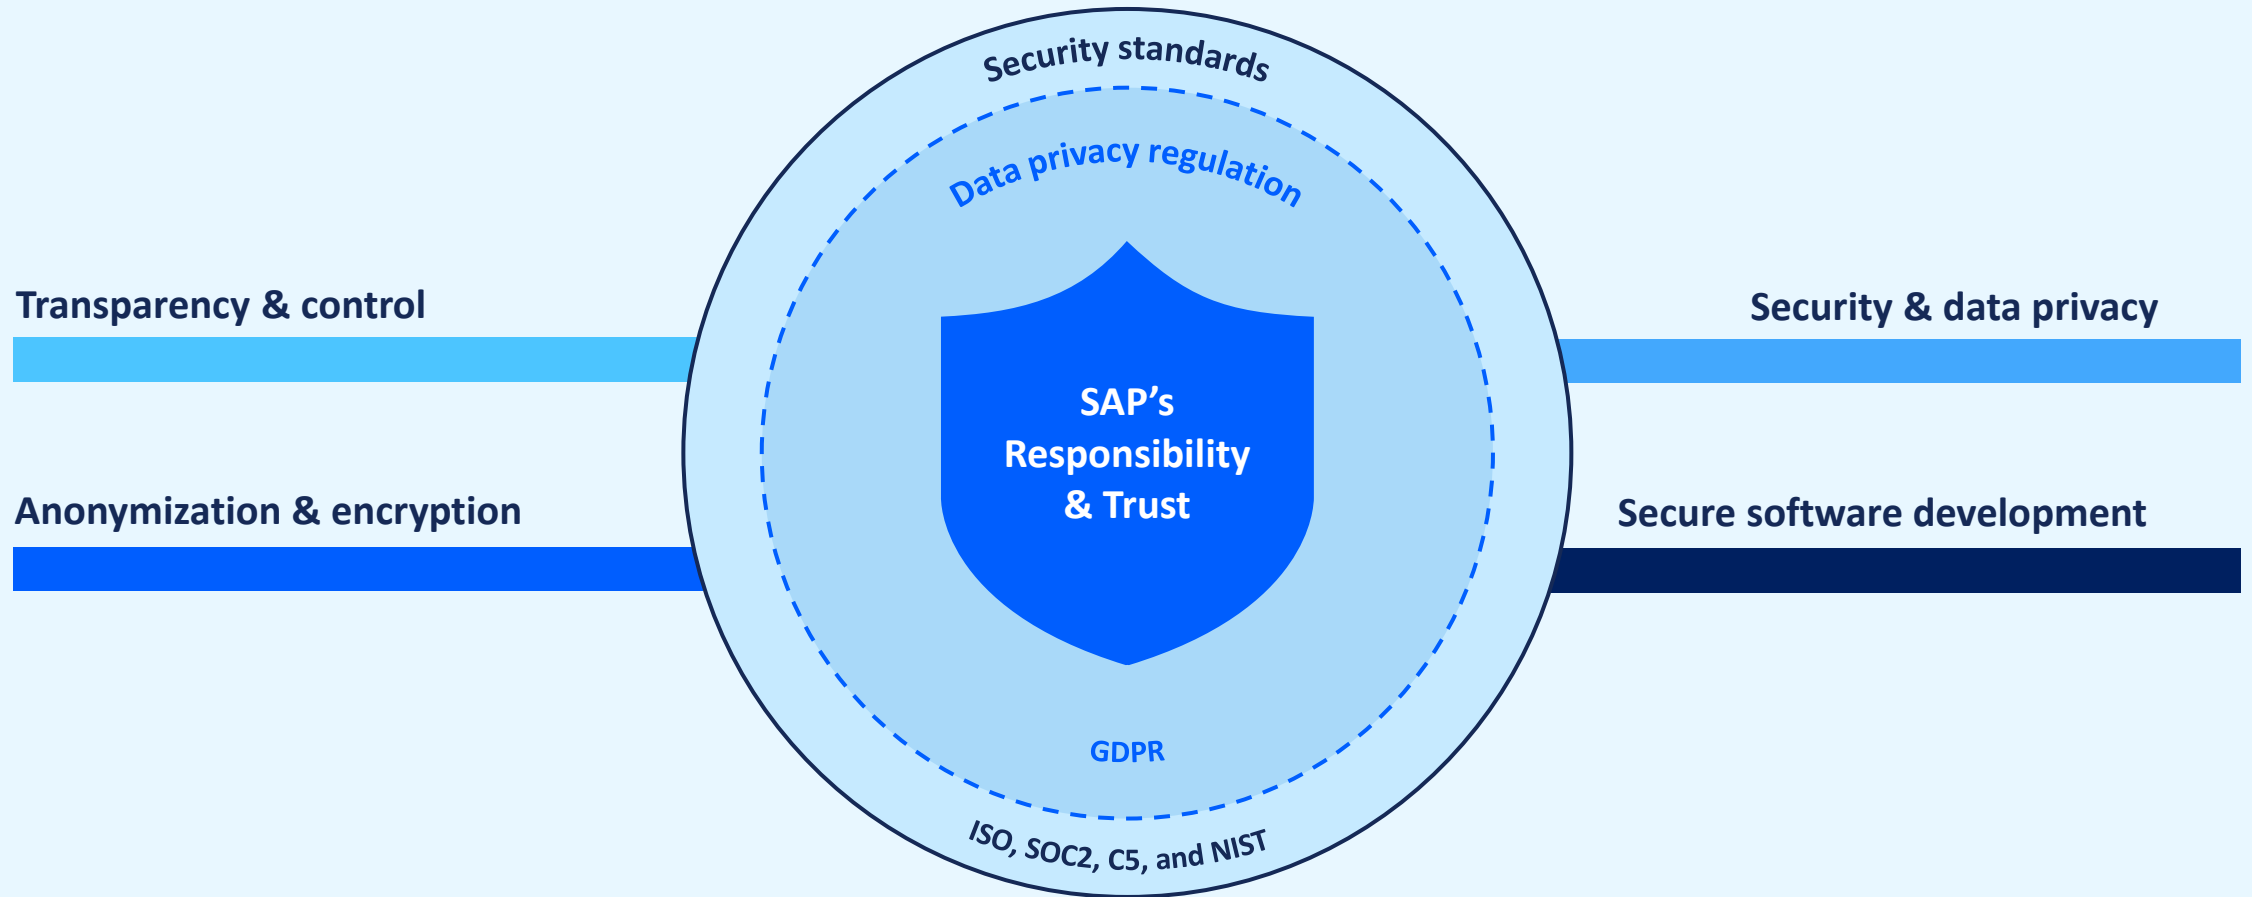 Security standards
Data privacy regulation
Transparency & control
Security & data privacy
SAP’s
Responsibility
& Trust
Anonymization & encryption
Secure software development
GDPR
ISO, SOC2, C5, and NIST